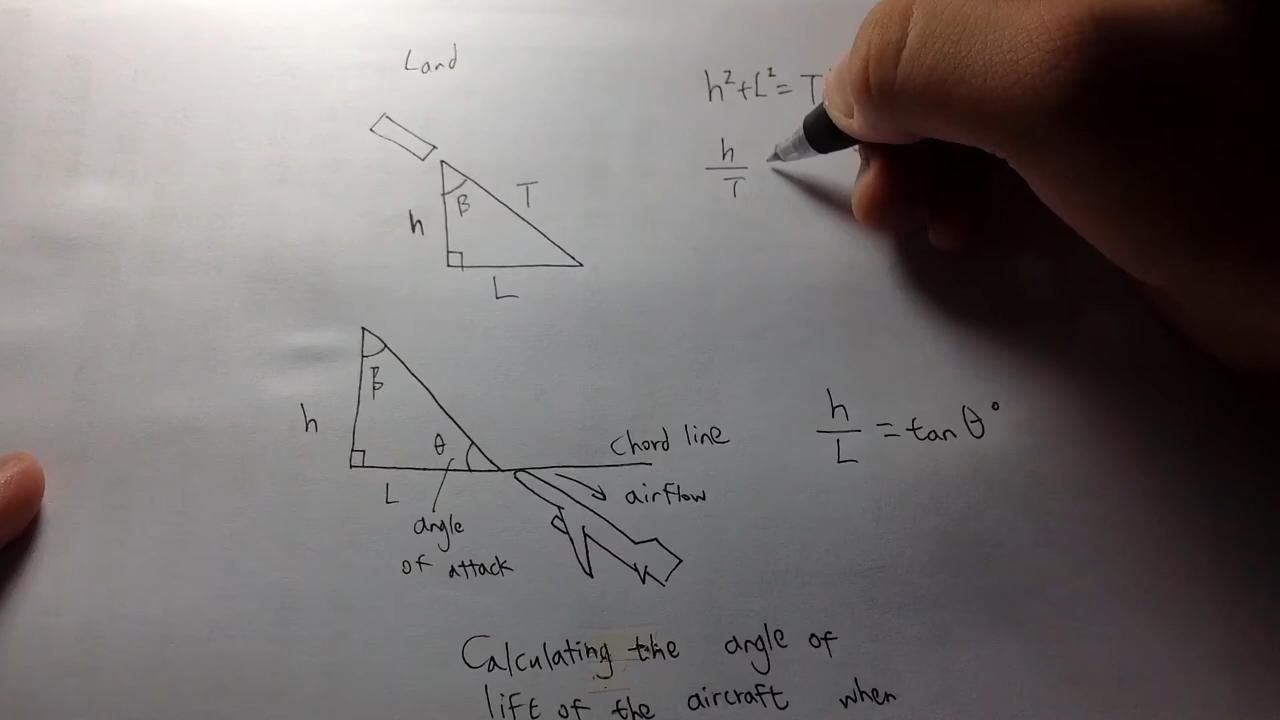 Land
h²+L²= T
h
T
β
T
h
L
β
h
θ
L
chord line
airflow
angle
of attack
h
L
= tan θ°
Calculating the angle of
lift of the aircraft when